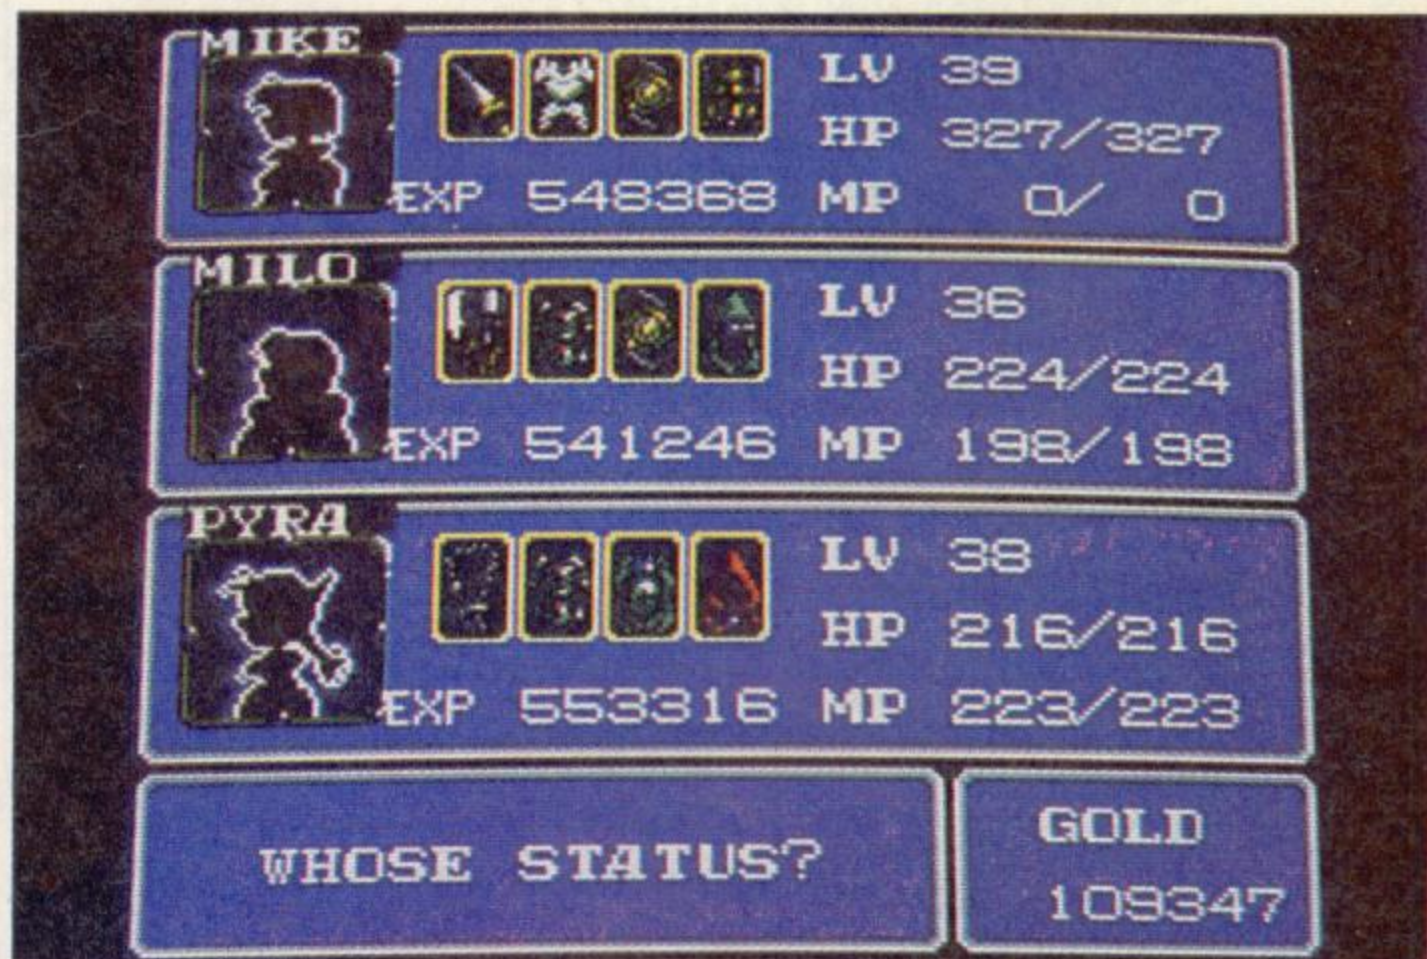 MIKE
LV 39
HP 327/327
EXP 548368 MP 0/ 0
MILO
LV 36
HP 224/224
EXP 541246 MP 198/198
PYRA
LV 38
HP 216/216
EXP 553316 MP 223/223
WHOSE STATUS?
GOLD
109347